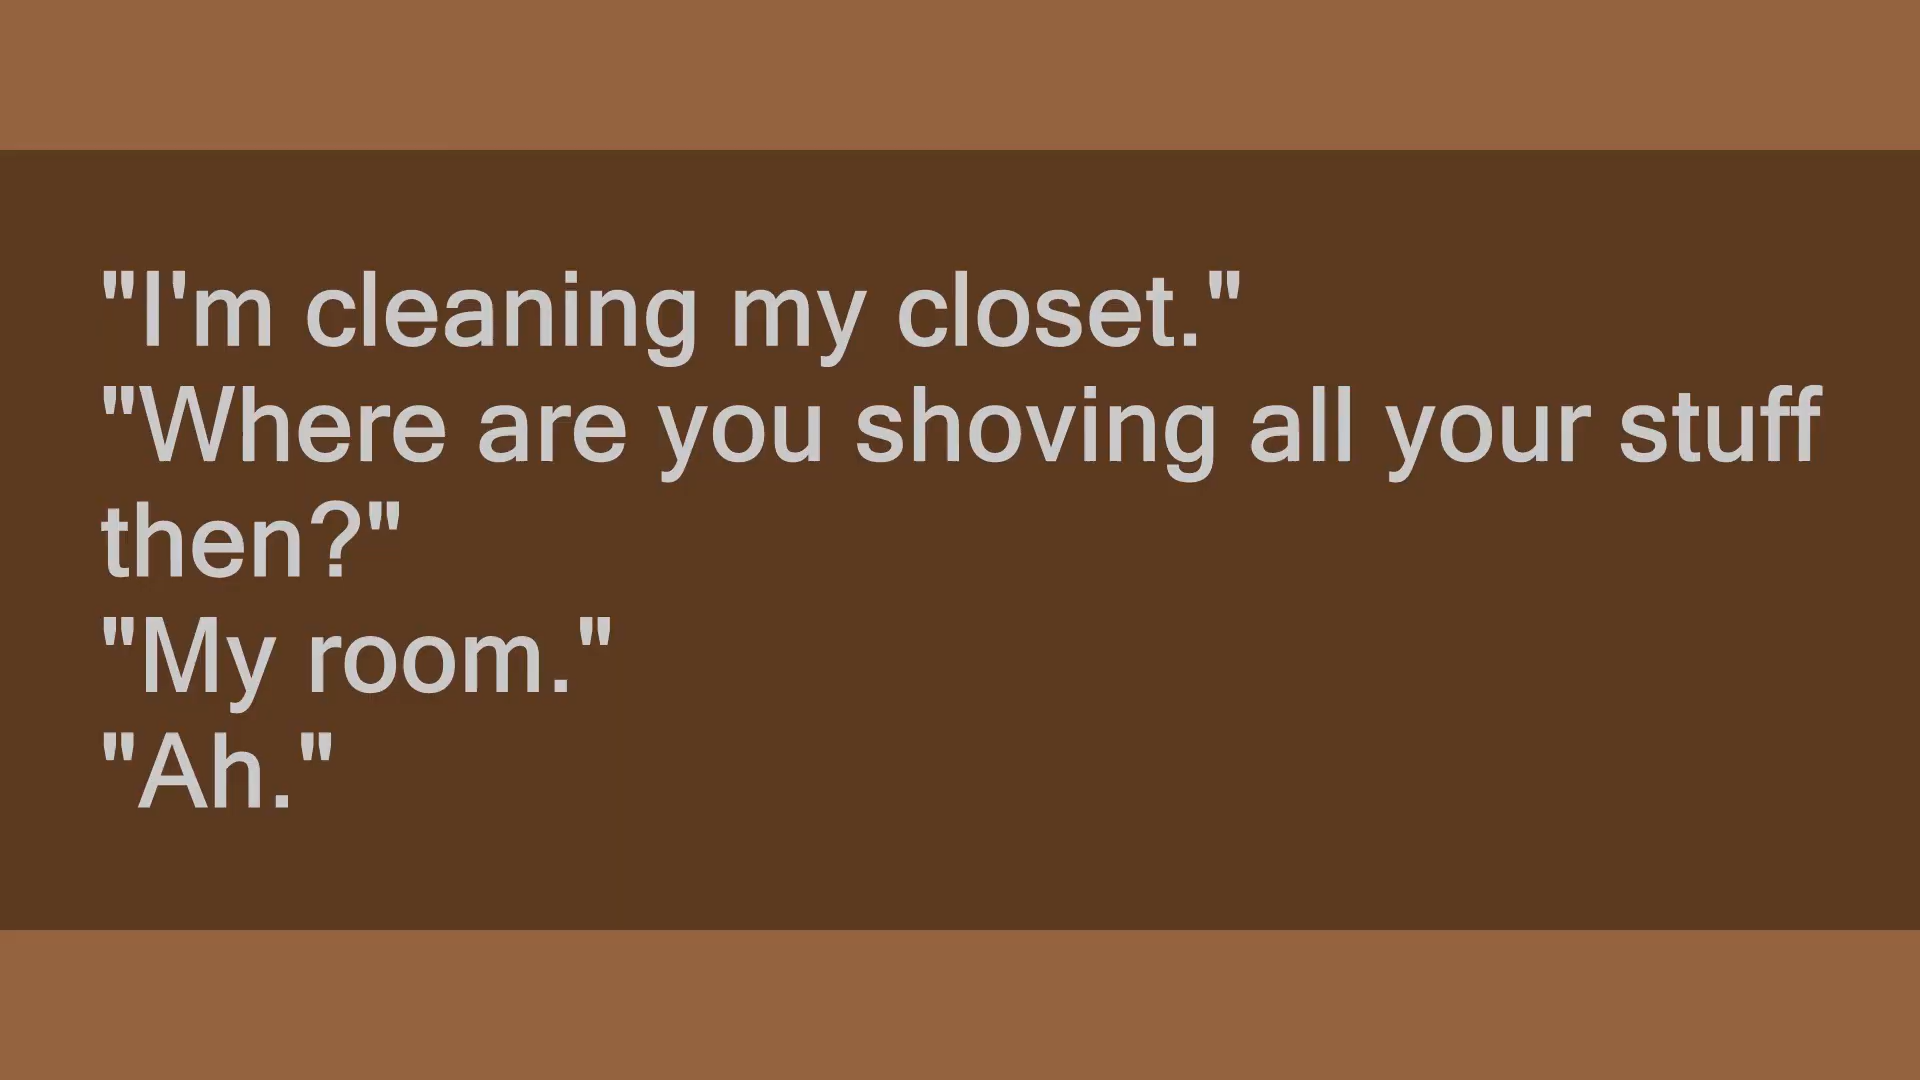 "I'm cleaning my closet."
"Where are you shoving all your stuff
then?"
"My room."
"Ah."